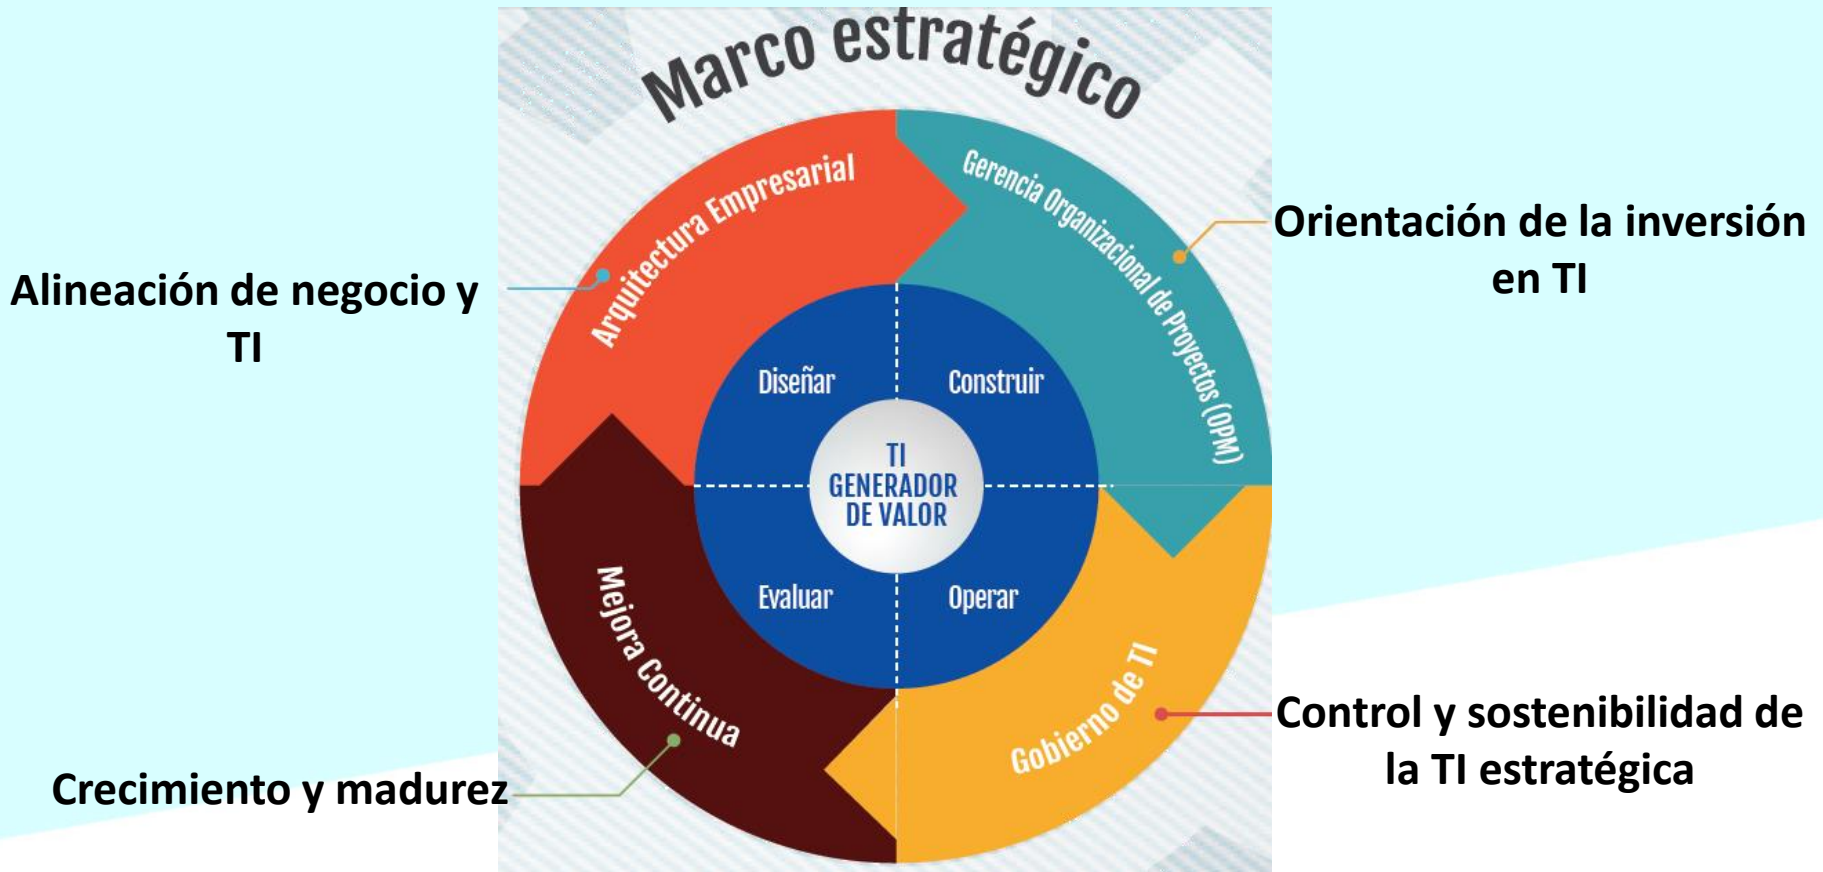 Marco estratégico
Arquitectura Empresarial
Gerencia Organizacional de Proyectos (OPM)
Orientación de la inversión
en TI
Alineación de negocio y
TI
Diseñar
Construir
TI
GENERADOR
DE VALOR
Evaluar
Operar
Mejora Continua
Gobierno de TI
Control y sostenibilidad de
la TI estratégica
Crecimiento y madurez